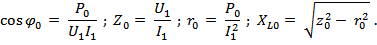 cos φ₀ = P₀ / (U₁I₁) ; Z₀ = U₁ / I₁ ; r₀ = P₀ / I₁² ; X_L0 = √(z₀² − r₀²) .